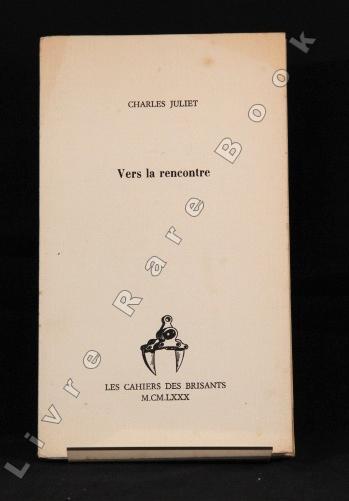 CHARLES JULIET
Vers la rencontre
LES CAHIERS DES BRISANTS
M.CM.LXXX
Livre Rare Book